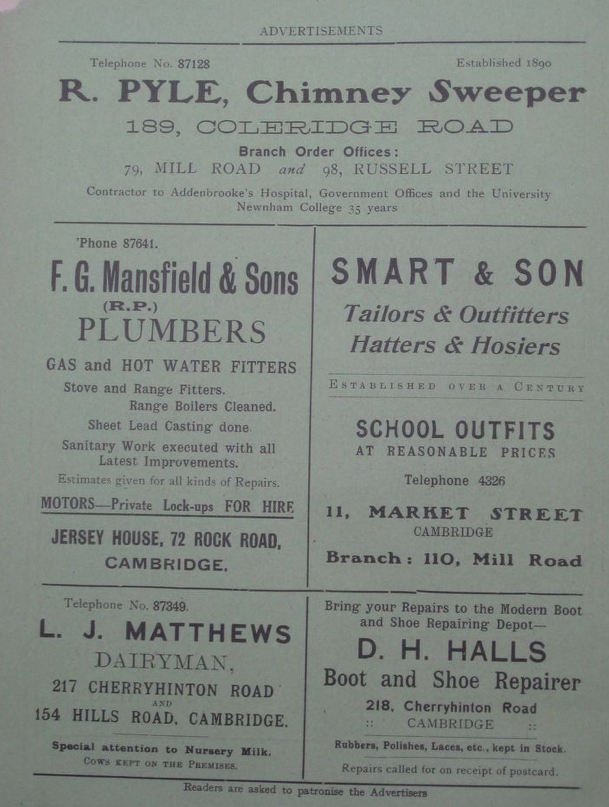 ADVERTISEMENTS
Telephone No. 87128
Established 1890
R. PYLE, Chimney Sweeper
189, COLERIDGE ROAD
Branch Order Offices:
79, MILL ROAD and 98, RUSSELL STREET
Contractor to Addenbrooke's Hospital, Government Offices and the University
Newnham College 35 years
'Phone 87641.
F. G. Mansfield & Sons
(R.P.)
PLUMBERS
GAS and HOT WATER FITTERS
Stove and Range Fitters.
Range Boilers Cleaned.
Sheet Lead Casting done
Sanitary Work executed with all
Latest Improvements.
Estimates given for all kinds of Repairs.
MOTORS—Private Lock-ups FOR HIRE
JERSEY HOUSE, 72 ROCK ROAD,
CAMBRIDGE.
SMART & SON
Tailors & Outfitters
Hatters & Hosiers
ESTABLISHED OVER A CENTURY
SCHOOL OUTFITS
AT REASONABLE PRICES
Telephone 4326
11, MARKET STREET
CAMBRIDGE
Branch: 110, Mill Road
Telephone No. 87349.
L. J. MATTHEWS
DAIRYMAN,
217 CHERRYHINTON ROAD
AND
154 HILLS ROAD, CAMBRIDGE.
Special attention to Nursery Milk.
COWS KEPT ON THE PREMISES.
Bring your Repairs to the Modern Boot
and Shoe Repairing Depot—
D. H. HALLS
Boot and Shoe Repairer
218, Cherryhinton Road
:: CAMBRIDGE ::
Rubbers, Polishes, Laces, etc., kept in Stock.
Repairs called for on receipt of postcard.
Readers are asked to patronise the Advertisers